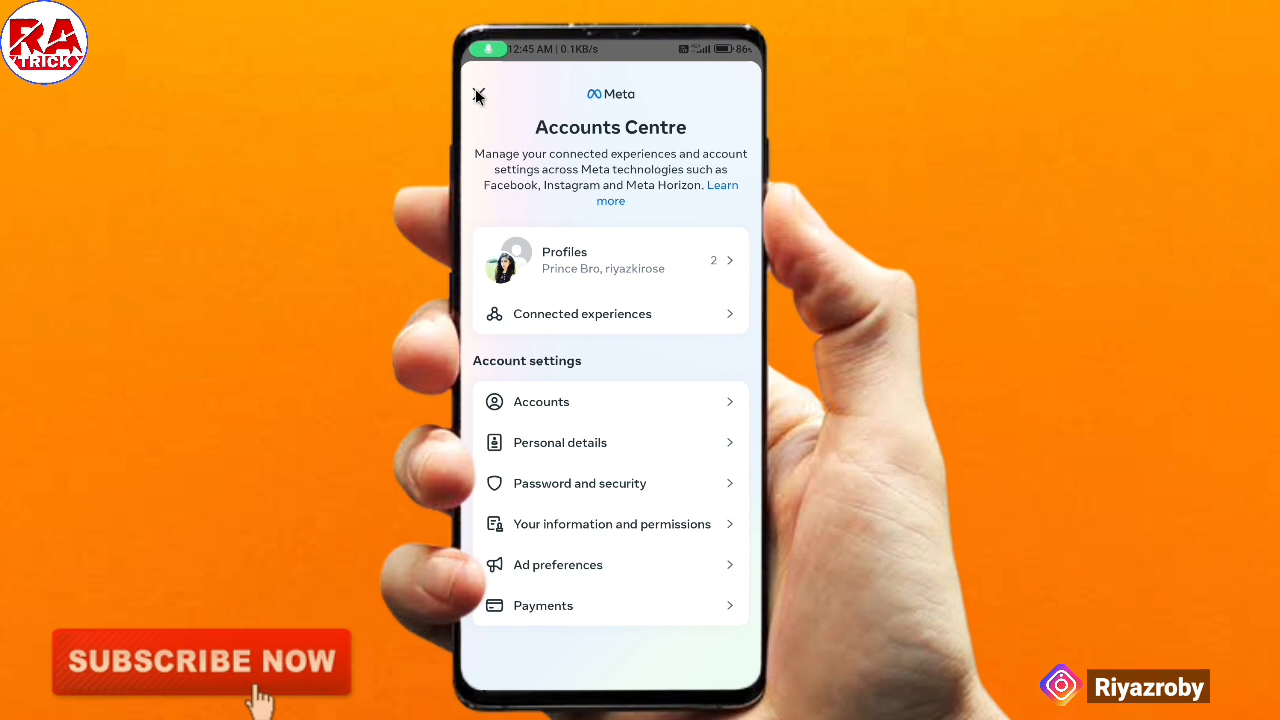 RA
TRICK
12:45 AM | 0.1KB/s
86%
Meta
Accounts Centre
Manage your connected experiences and account
settings across Meta technologies such as
Facebook, Instagram and Meta Horizon. Learn
more
Profiles
Prince Bro, riyazkirose
2
Connected experiences
Account settings
Accounts
Personal details
Password and security
Your information and permissions
Ad preferences
Payments
SUBSCRIBE NOW
Riyazroby